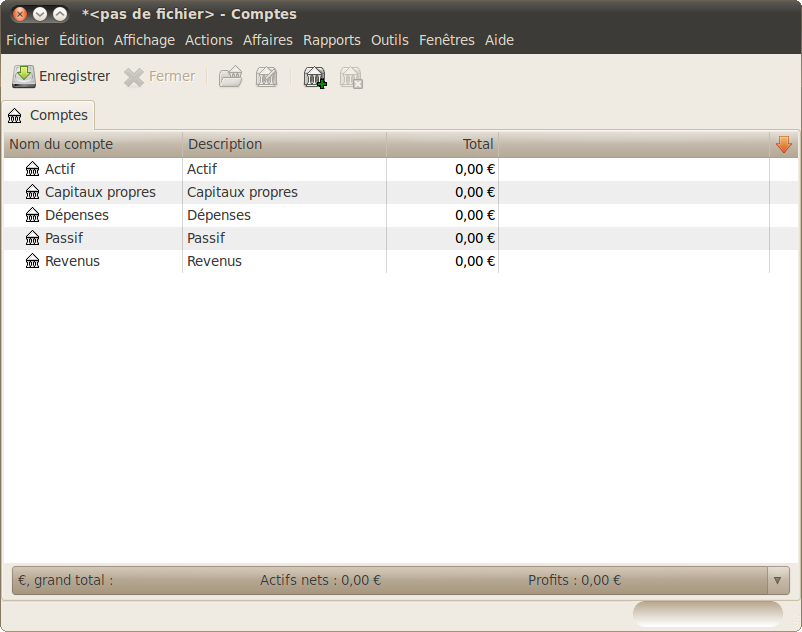 *<pas de fichier> - Comptes
Fichier Édition Affichage Actions Affaires Rapports Outils Fenêtres Aide
Enregistrer Fermer
Comptes
Nom du compte Description Total
Actif Actif 0,00 €
Capitaux propres Capitaux propres 0,00 €
Dépenses Dépenses 0,00 €
Passif Passif 0,00 €
Revenus Revenus 0,00 €
€, grand total : Actifs nets : 0,00 € Profits : 0,00 €